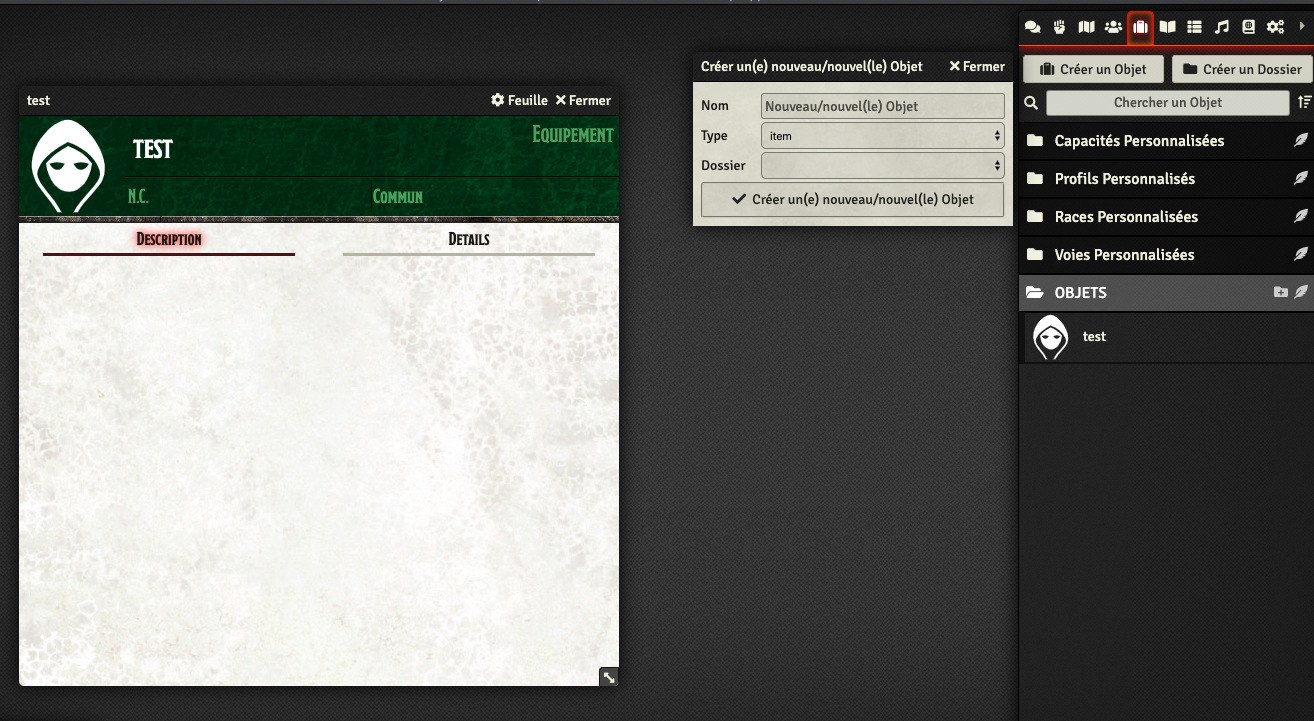 test
Feuille
Fermer
TEST
EQUIPEMENT
N.C.
COMMUN
DESCRIPTION
DETAILS
Créer un(e) nouveau/nouvel(le) Objet
Fermer
Nom
Nouveau/nouvel(le) Objet
Type
item
Dossier
Créer un(e) nouveau/nouvel(le) Objet
Créer un Objet
Créer un Dossier
Chercher un Objet
Capacités Personnalisées
Profils Personnalisés
Races Personnalisées
Voies Personnalisées
OBJETS
test